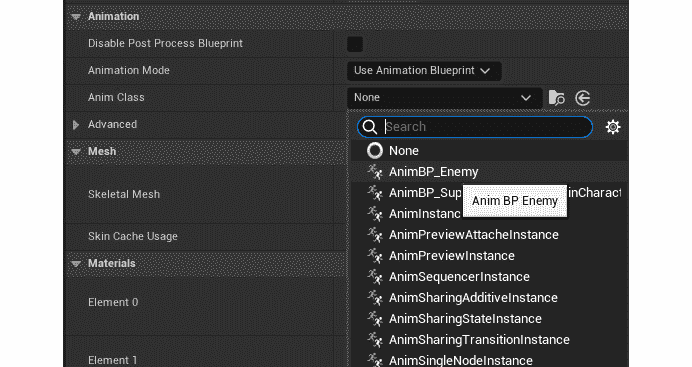 Animation
Disable Post Process Blueprint
Animation Mode
Use Animation Blueprint
Anim Class
None
Advanced
Search
Mesh
None
Skeletal Mesh
AnimBP_Enemy
AnimBP_Sup
inCharact
Anim BP Enemy
AnimInstanc
Skin Cache Usage
AnimPreviewAttacheInstance
AnimPreviewInstance
Materials
AnimSequencerInstance
Element 0
AnimSharingAdditiveInstance
AnimSharingStateInstance
AnimSharingTransitionInstance
Element 1
AnimSingleNodeInstance